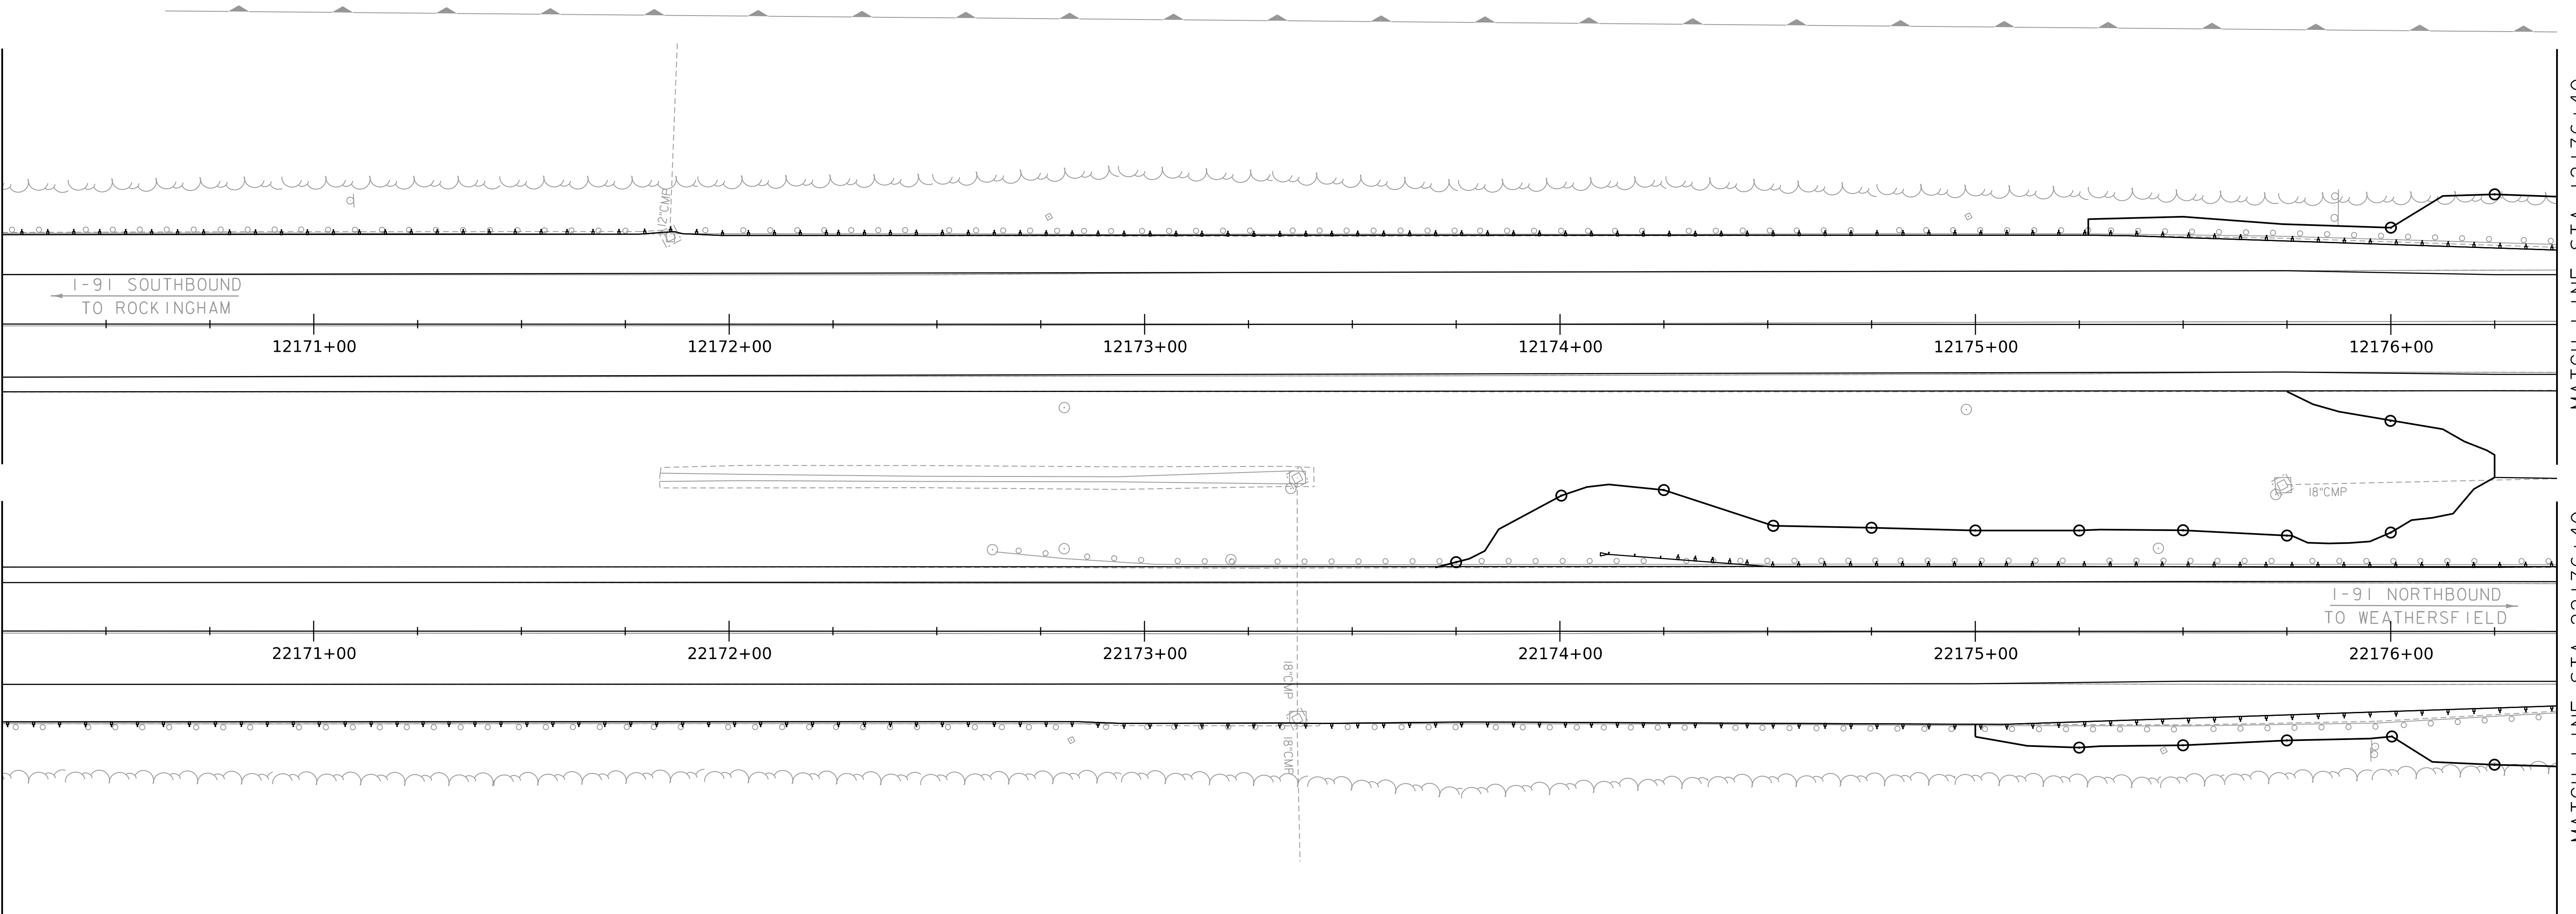 12"CMP
I-91 SOUTHBOUND
TO ROCKINGHAM
12171+00
12172+00
12173+00
12174+00
12175+00
12176+00
18"CMP
I-91 NORTHBOUND
TO WEATHERSFIELD
22171+00
22172+00
22173+00
22174+00
22175+00
22176+00
18"CMP
18"CMP